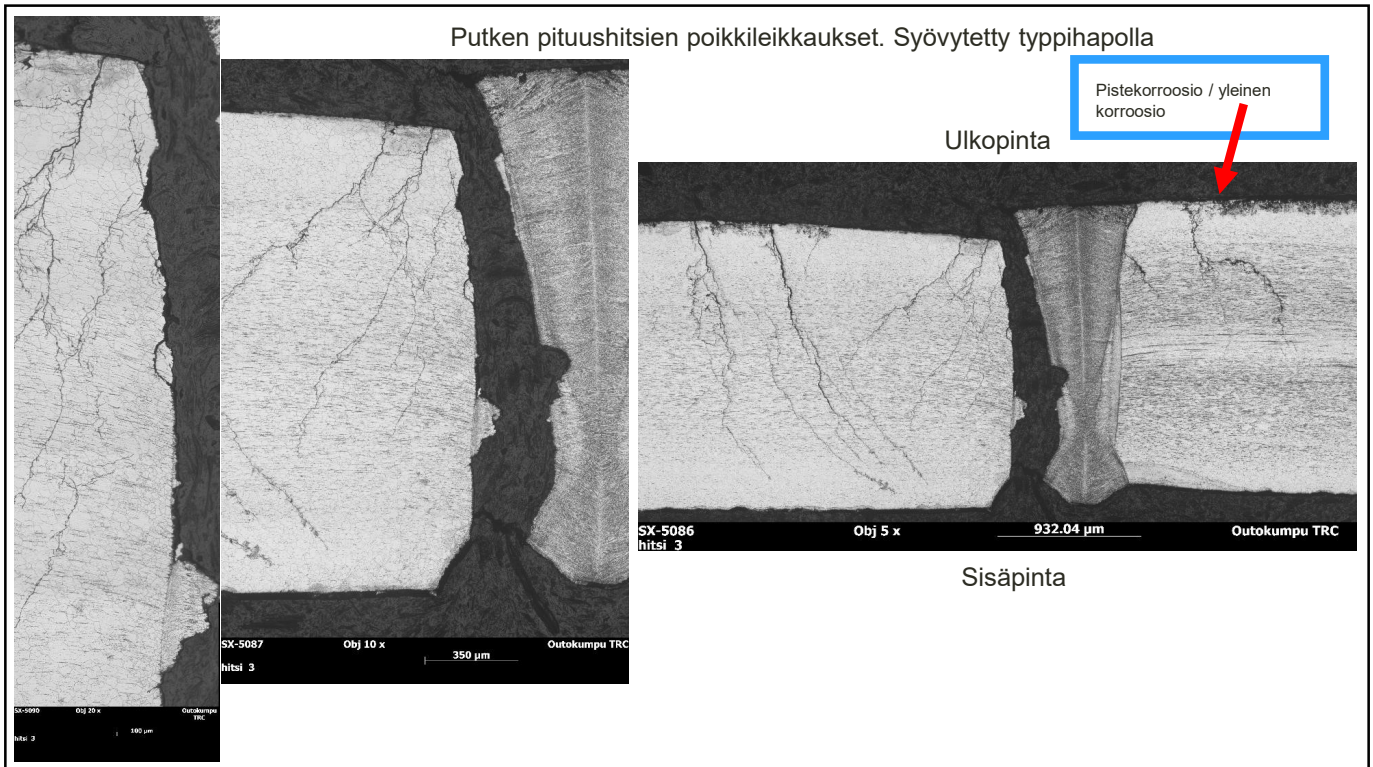 Putken pituushitsien poikkileikkaukset. Syövytetty typpihapolla
Pistekorroosio / yleinen
korroosio
Ulkopinta
SX-5086 Obj 5 x 932.04 µm Outokumpu TRC
hitsi 3
Sisäpinta
SX-5087 Obj 10 x 350 µm Outokumpu TRC
hitsi 3
SX-5090 Obj 20 x 100 µm Outokumpu
TRC
hitsi 3